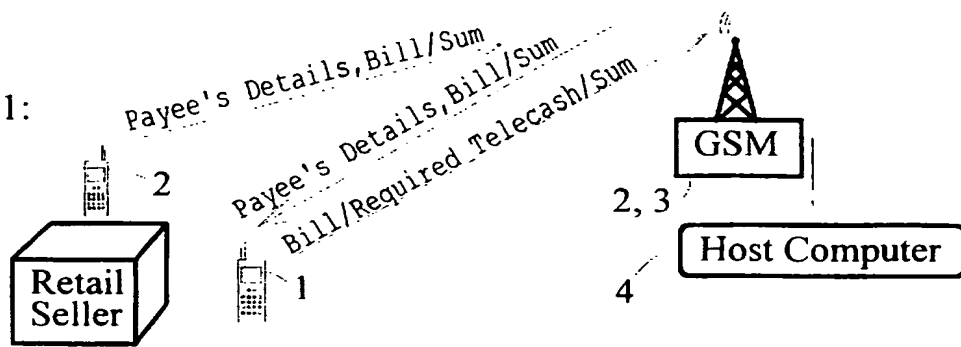 1:
Payee's Details,Bill/Sum
Payee's Details,Bill/Sum
Bill/Required Telecash/Sum
GSM
2
2, 3
Retail
Seller
1
Host Computer
4